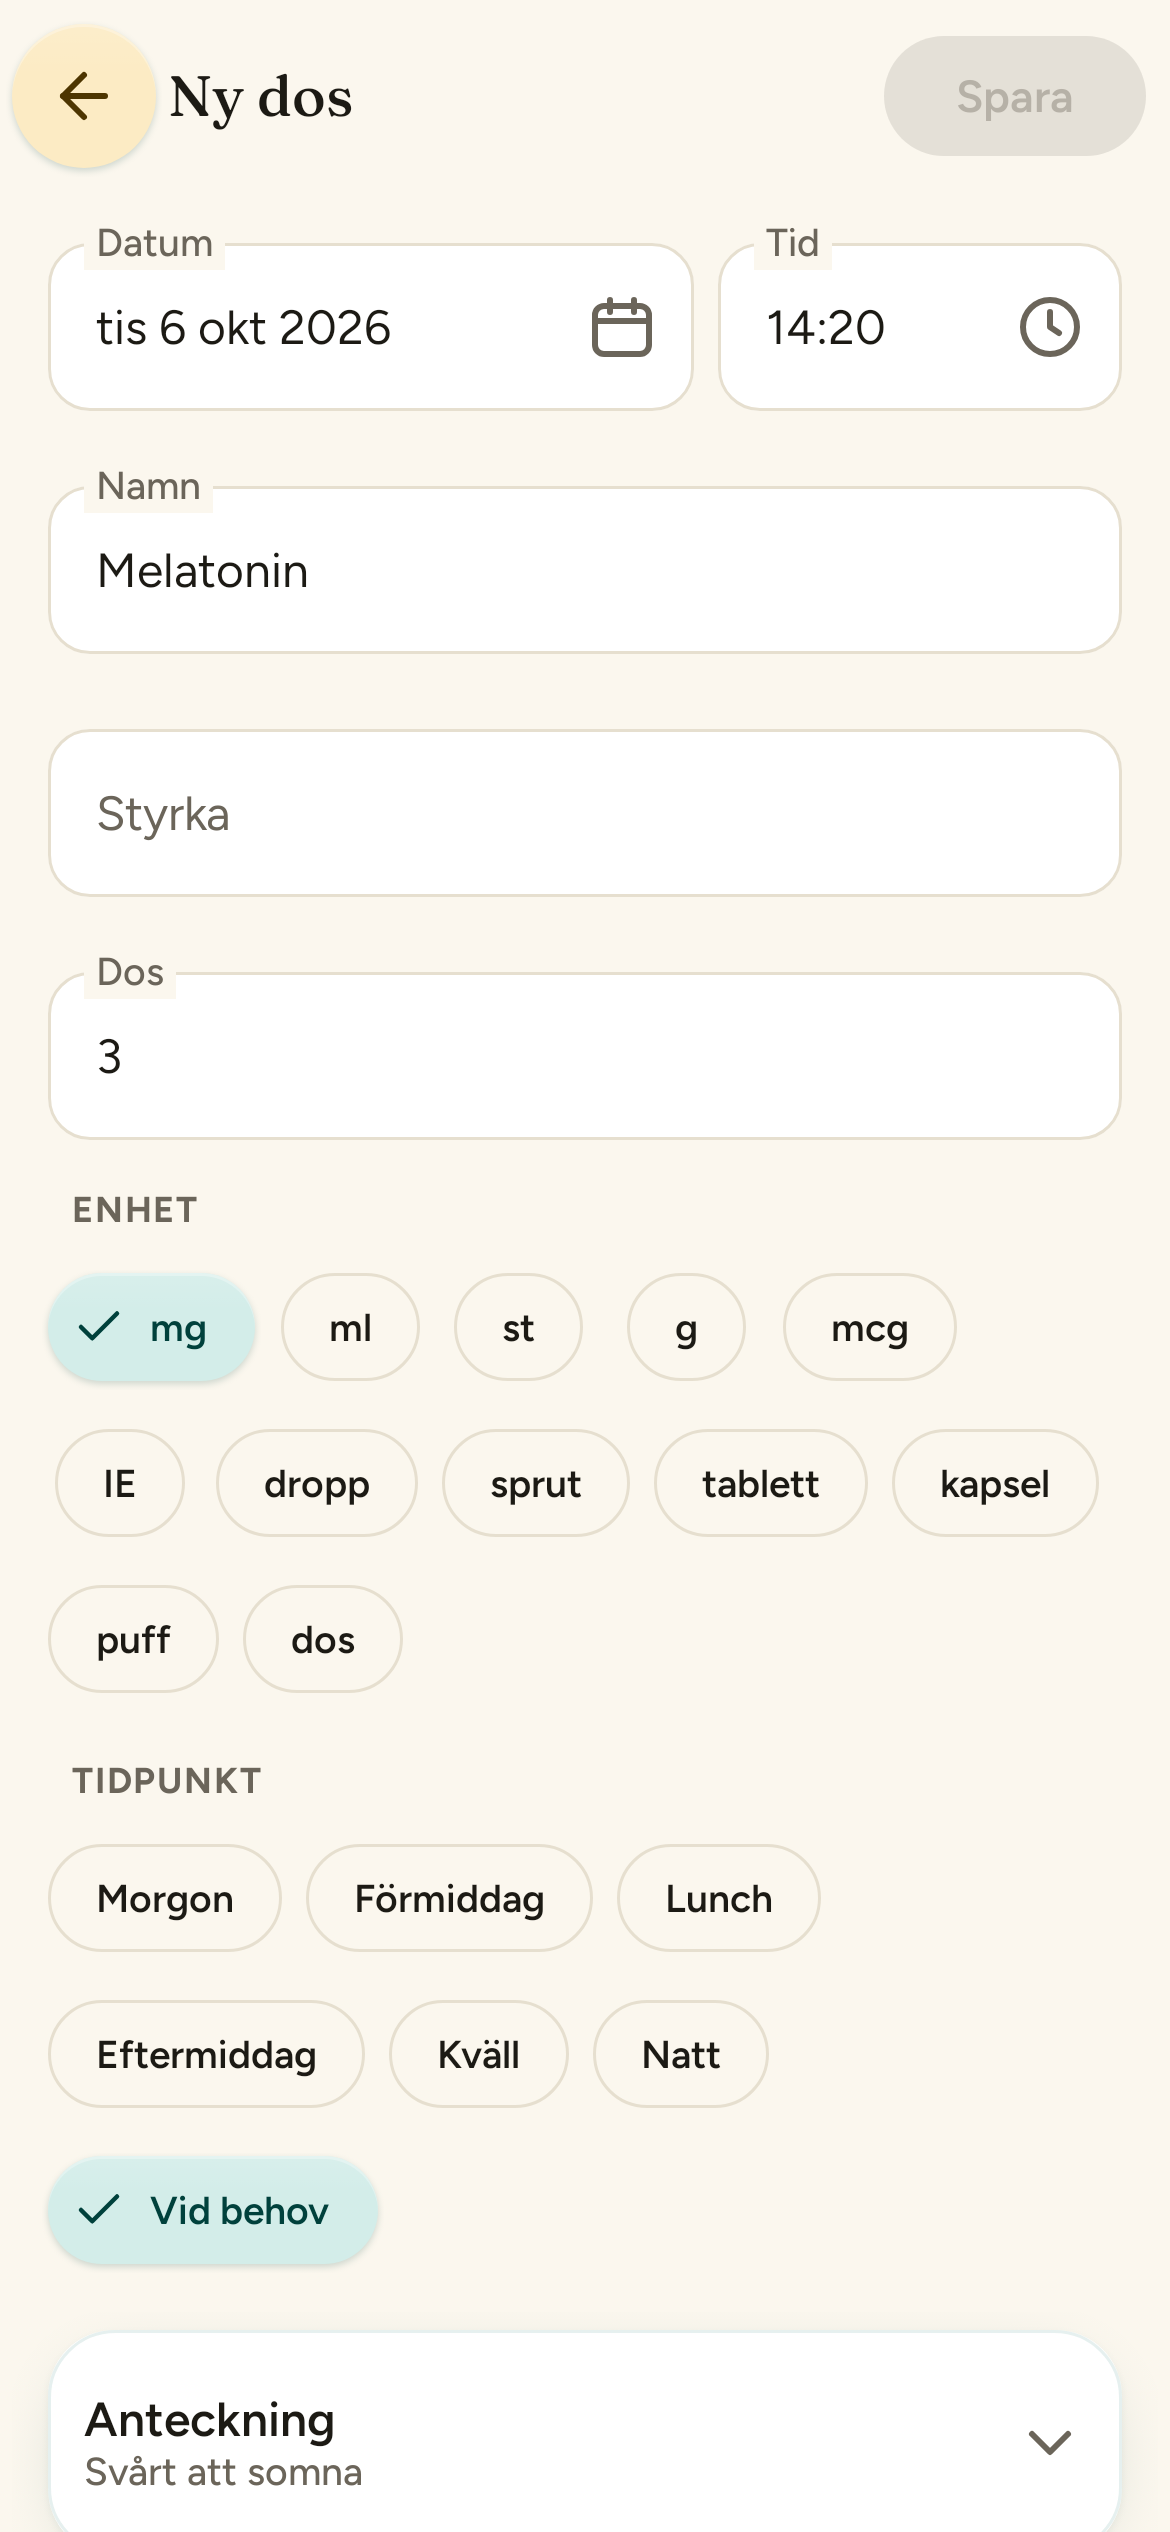 Ny dos
Spara
Datum
tis 6 okt 2026
Tid
14:20
Namn
Melatonin
Styrka
Dos
3
ENHET
mg ml st g mcg
IE dropp sprut tablett kapsel
puff dos
TIDPUNKT
Morgon Förmiddag Lunch
Eftermiddag Kväll Natt
Vid behov
Anteckning
Svårt att somna